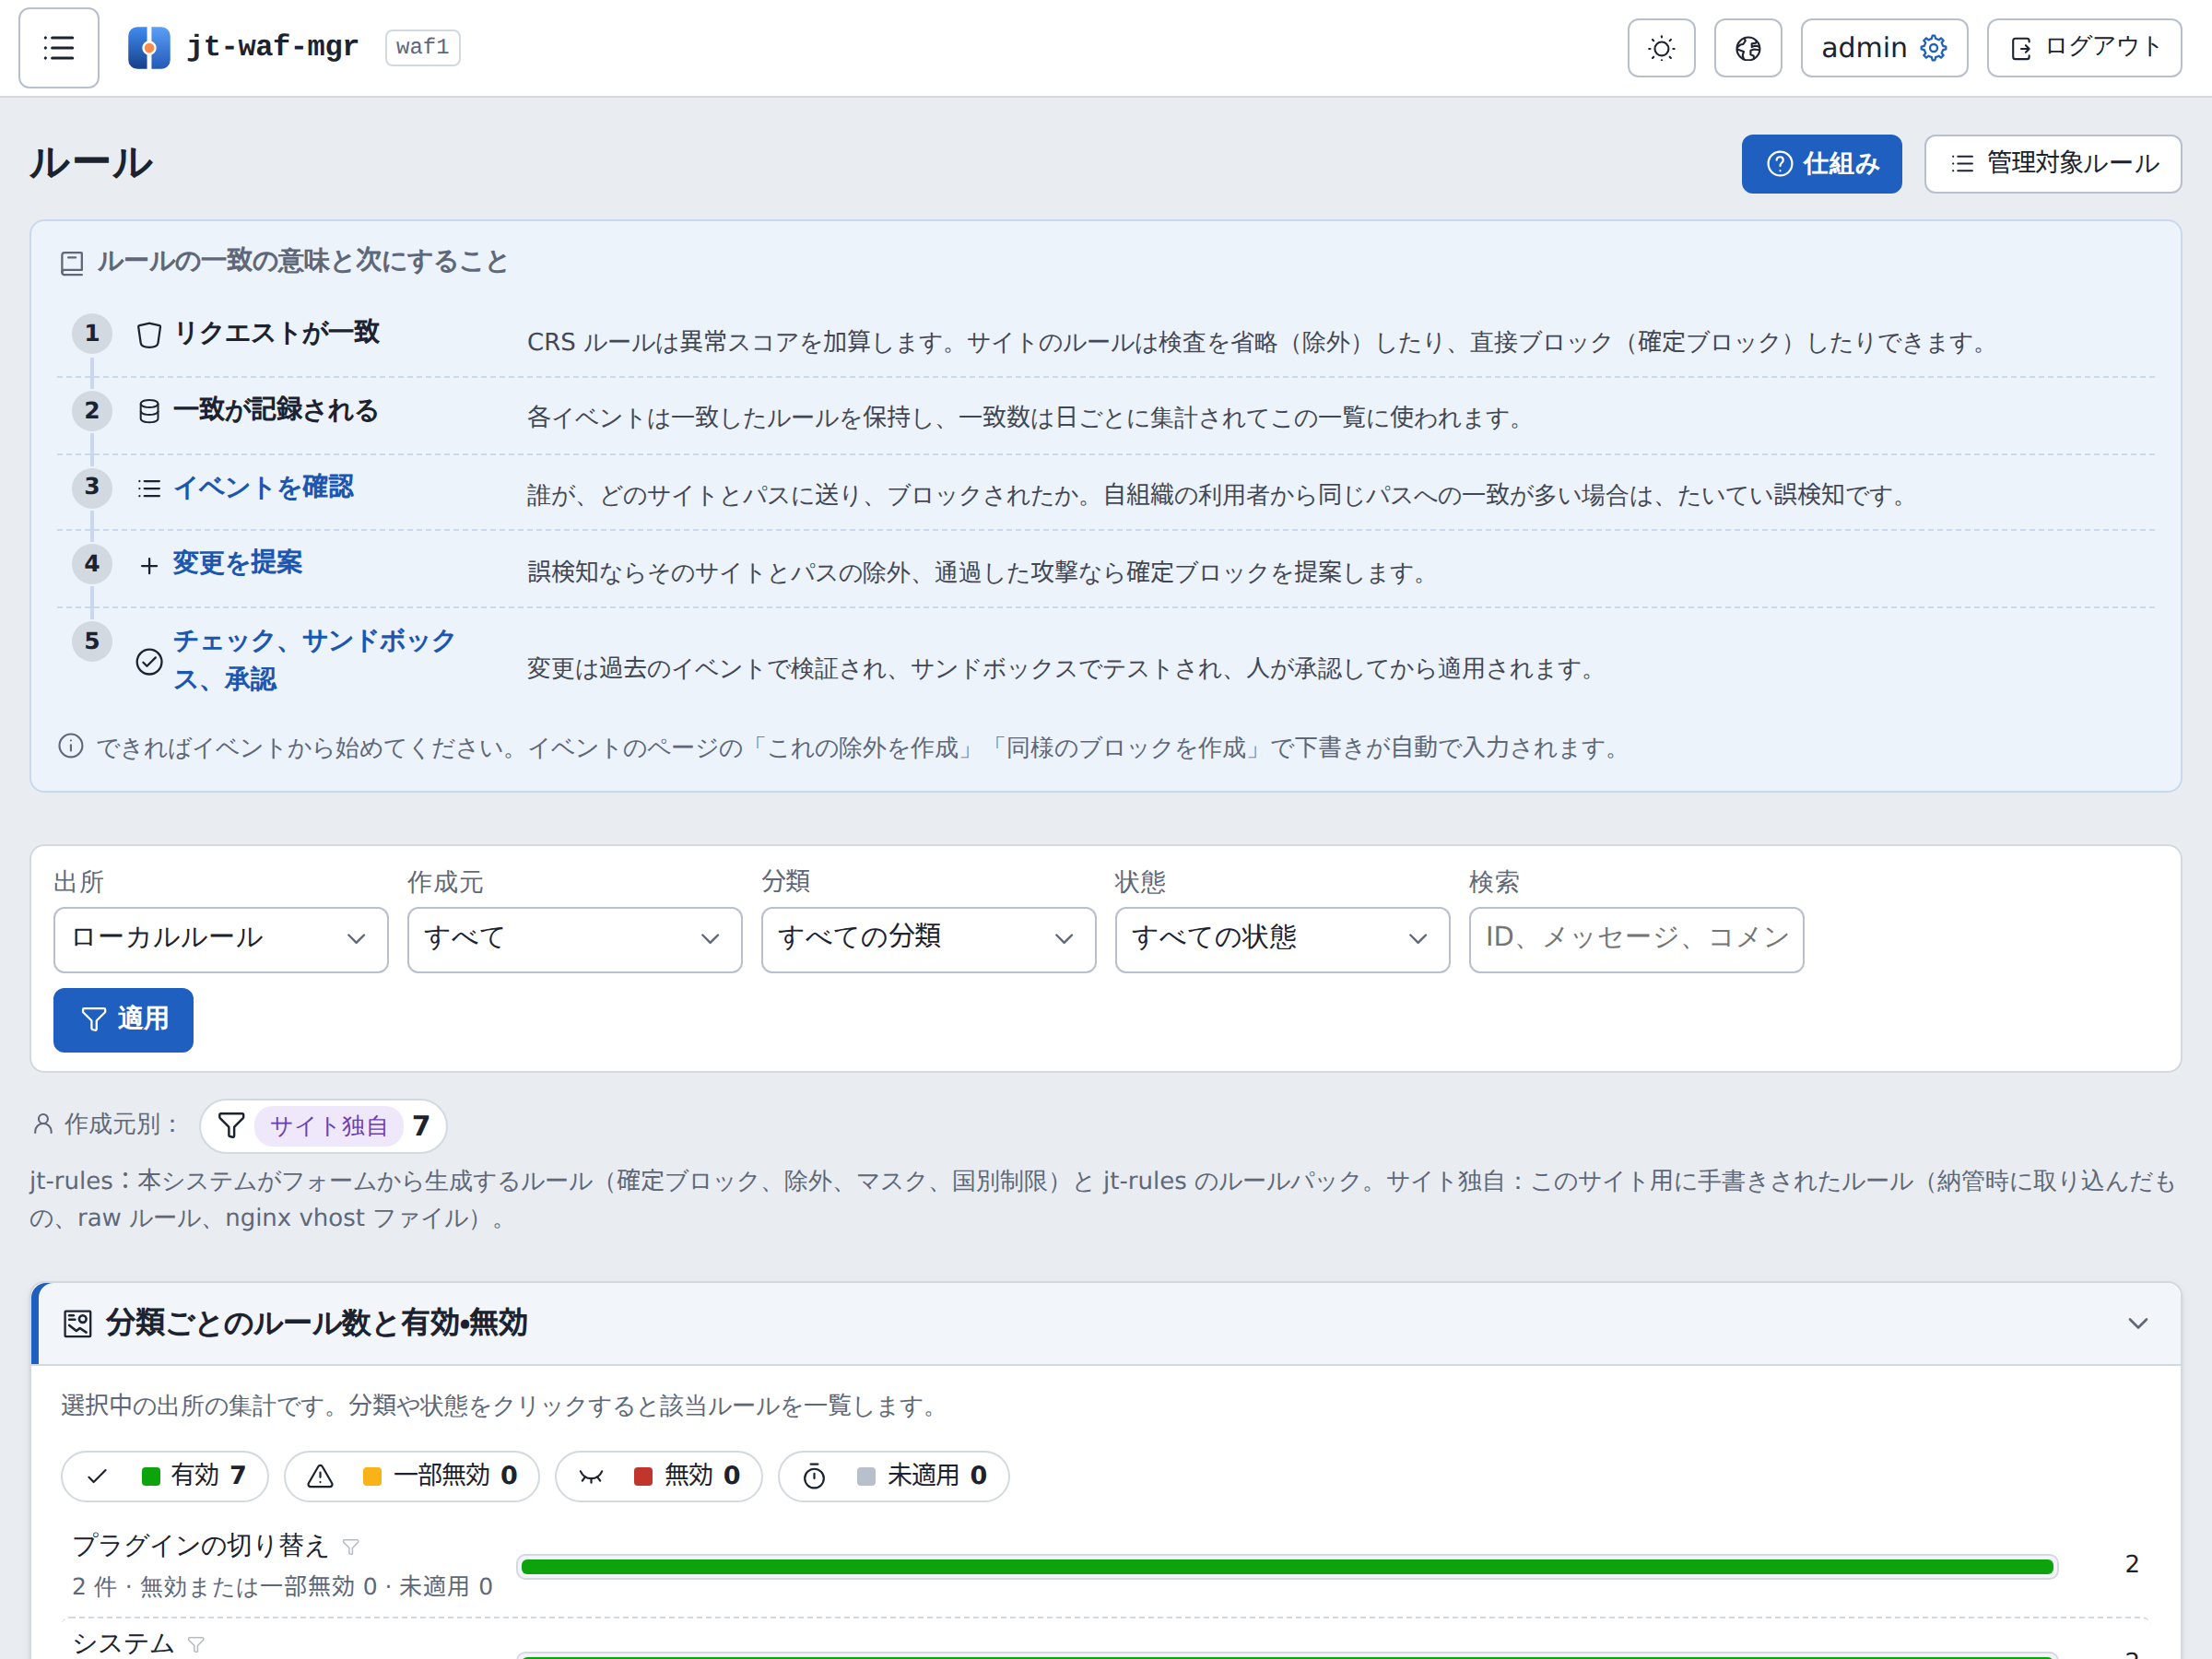 jt-waf-mgr
waf1
admin
ログアウト
ルール
仕組み
管理対象ルール
ルールの一致の意味と次にすること
1 リクエストが一致
CRS ルールは異常スコアを加算します。サイトのルールは検査を省略（除外）したり、直接ブロック（確定ブロック）したりできます。
2 一致が記録される
各イベントは一致したルールを保持し、一致数は日ごとに集計されてこの一覧に使われます。
3 イベントを確認
誰が、どのサイトとパスに送り、ブロックされたか。自組織の利用者から同じパスへの一致が多い場合は、たいてい誤検知です。
4 変更を提案
誤検知ならそのサイトとパスの除外、通過した攻撃なら確定ブロックを提案します。
5 チェック、サンドボック
ス、承認
変更は過去のイベントで検証され、サンドボックスでテストされ、人が承認してから適用されます。
できればイベントから始めてください。イベントのページの「これの除外を作成」「同様のブロックを作成」で下書きが自動で入力されます。
出所
作成元
分類
状態
検索
ローカルルール
すべて
すべての分類
すべての状態
ID、メッセージ、コメン
適用
作成元別：
サイト独自 7
jt-rules：本システムがフォームから生成するルール（確定ブロック、除外、マスク、国別制限）と jt-rules のルールパック。サイト独自：このサイト用に手書きされたルール（納管時に取り込んだも
の、raw ルール、nginx vhost ファイル）。
分類ごとのルール数と有効・無効
選択中の出所の集計です。分類や状態をクリックすると該当ルールを一覧します。
有効 7
一部無効 0
無効 0
未適用 0
プラグインの切り替え
2 件 · 無効または一部無効 0 · 未適用 0
2
システム
2